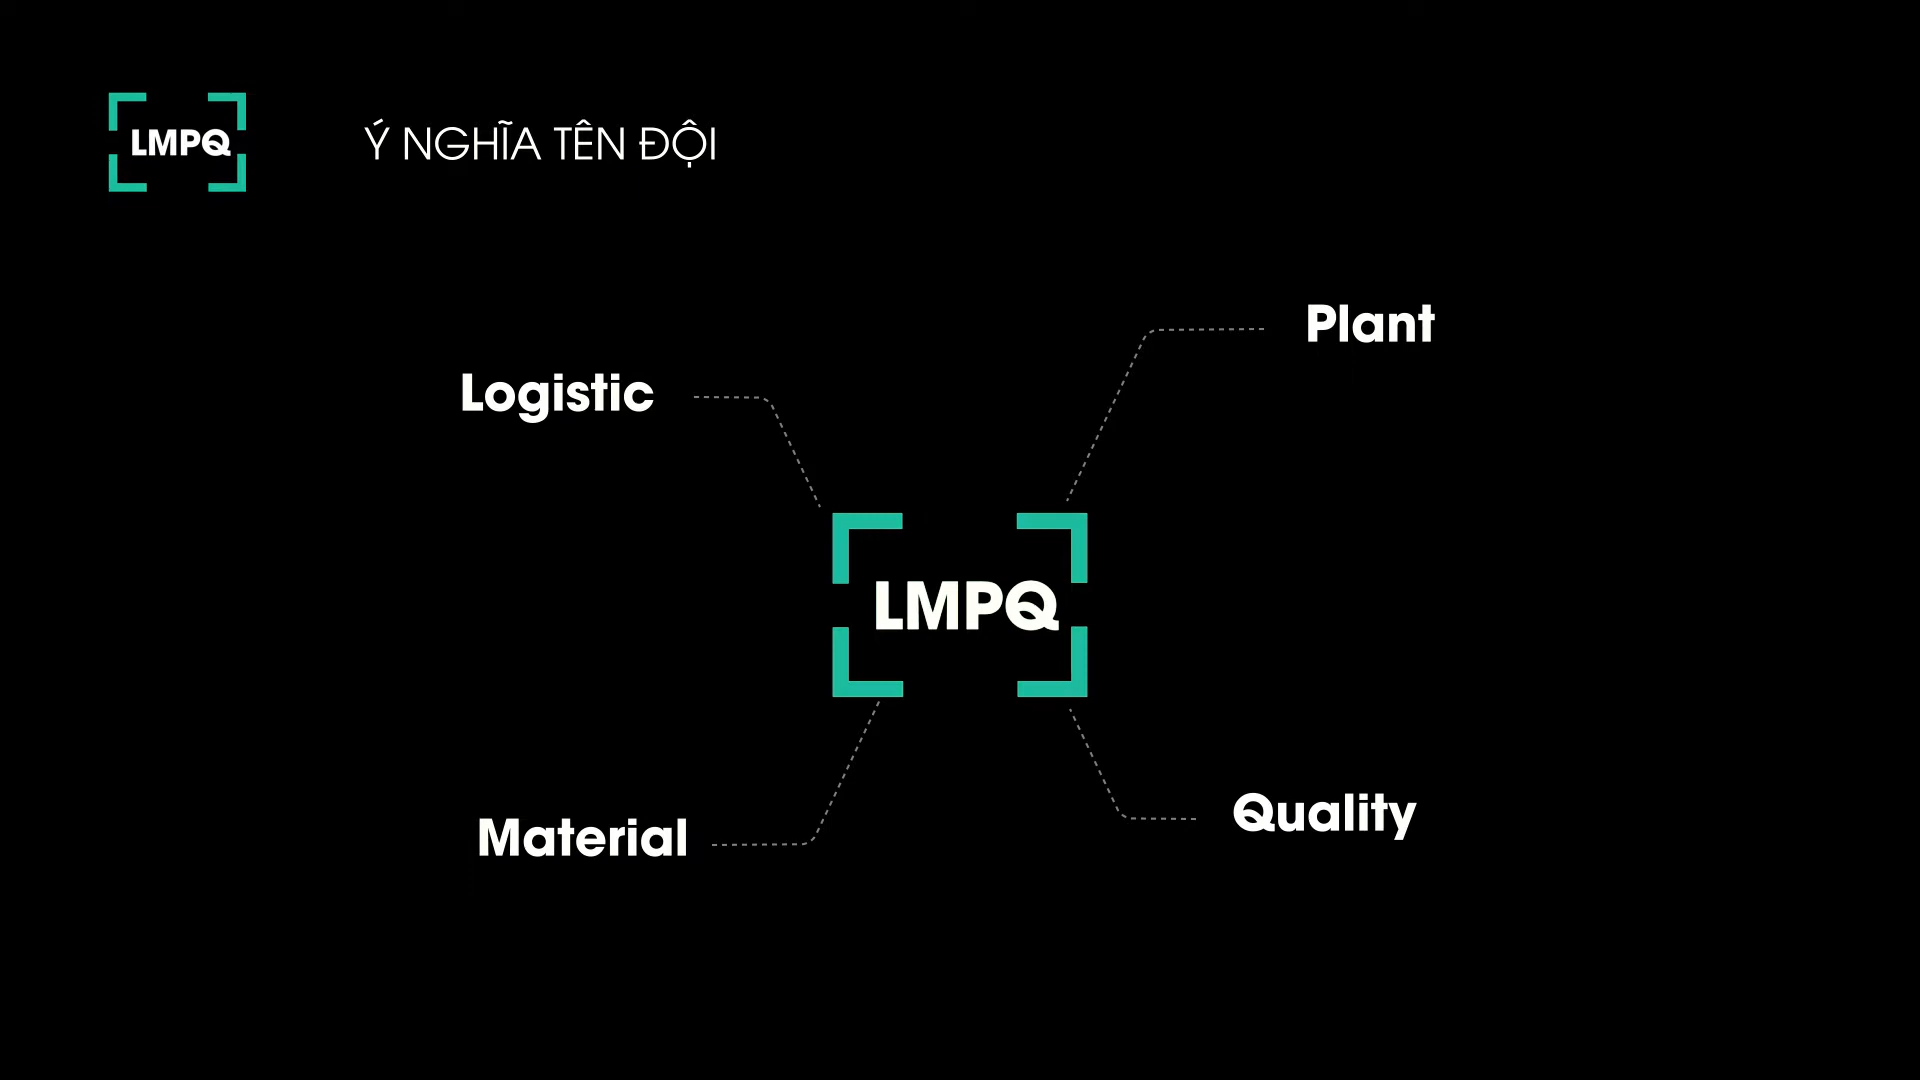 LMPQ
Ý NGHĨA TÊN ĐỘI
Plant
Logistic
LMPQ
Material
Quality